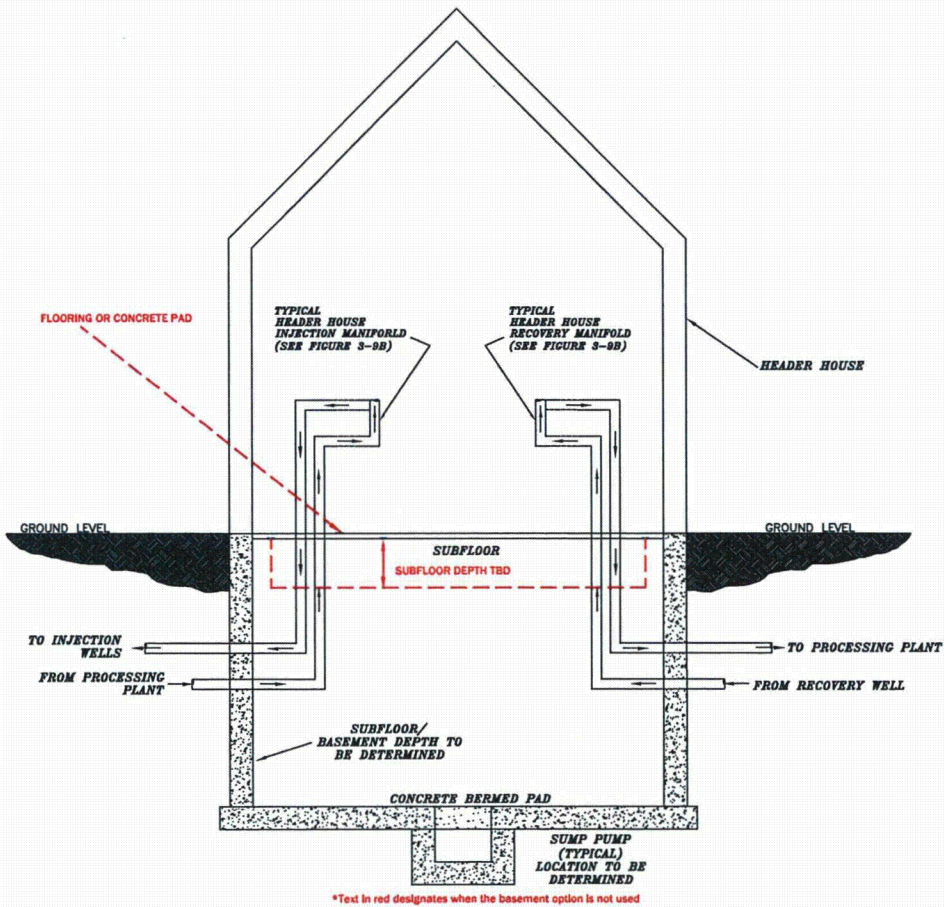 TYPICAL
HEADER HOUSE
INJECTION MANIFORLD
(SEE FIGURE 3-9B)
TYPICAL
HEADER HOUSE
RECOVERY MANIFOLD
(SEE FIGURE 3-9B)
FLOORING OR CONCRETE PAD
HEADER HOUSE
GROUND LEVEL
GROUND LEVEL
SUBFLOOR
SUBFLOOR DEPTH TBD
TO INJECTION
WELLS
TO PROCESSING PLANT
FROM PROCESSING
PLANT
FROM RECOVERY WELL
SUBFLOOR/
BASEMENT DEPTH TO
BE DETERMINED
CONCRETE BERMED PAD
SUMP PUMP
(TYPICAL)
LOCATION TO BE
DETERMINED
*Text in red designates when the basement option is not used